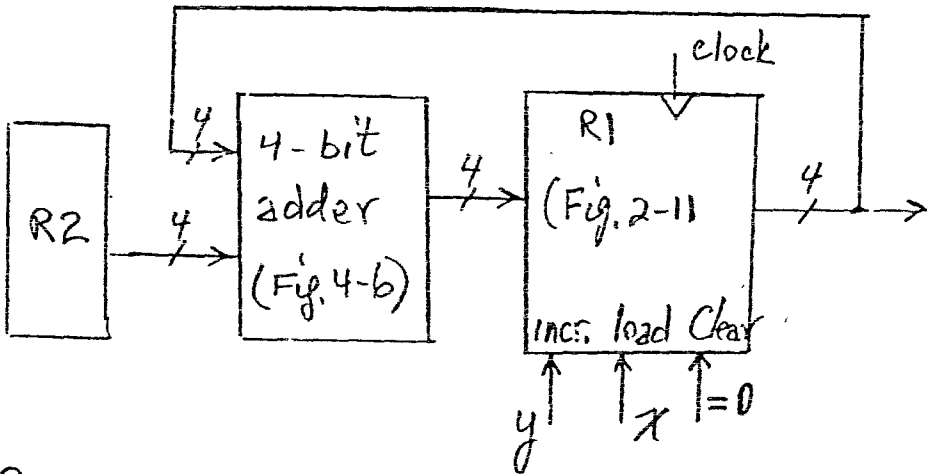 clock
4
4-bit
adder
(Fig. 4-6)
R2
4
4
R1
(Fig. 2-11
4
incr. load Clear
y
x
=0